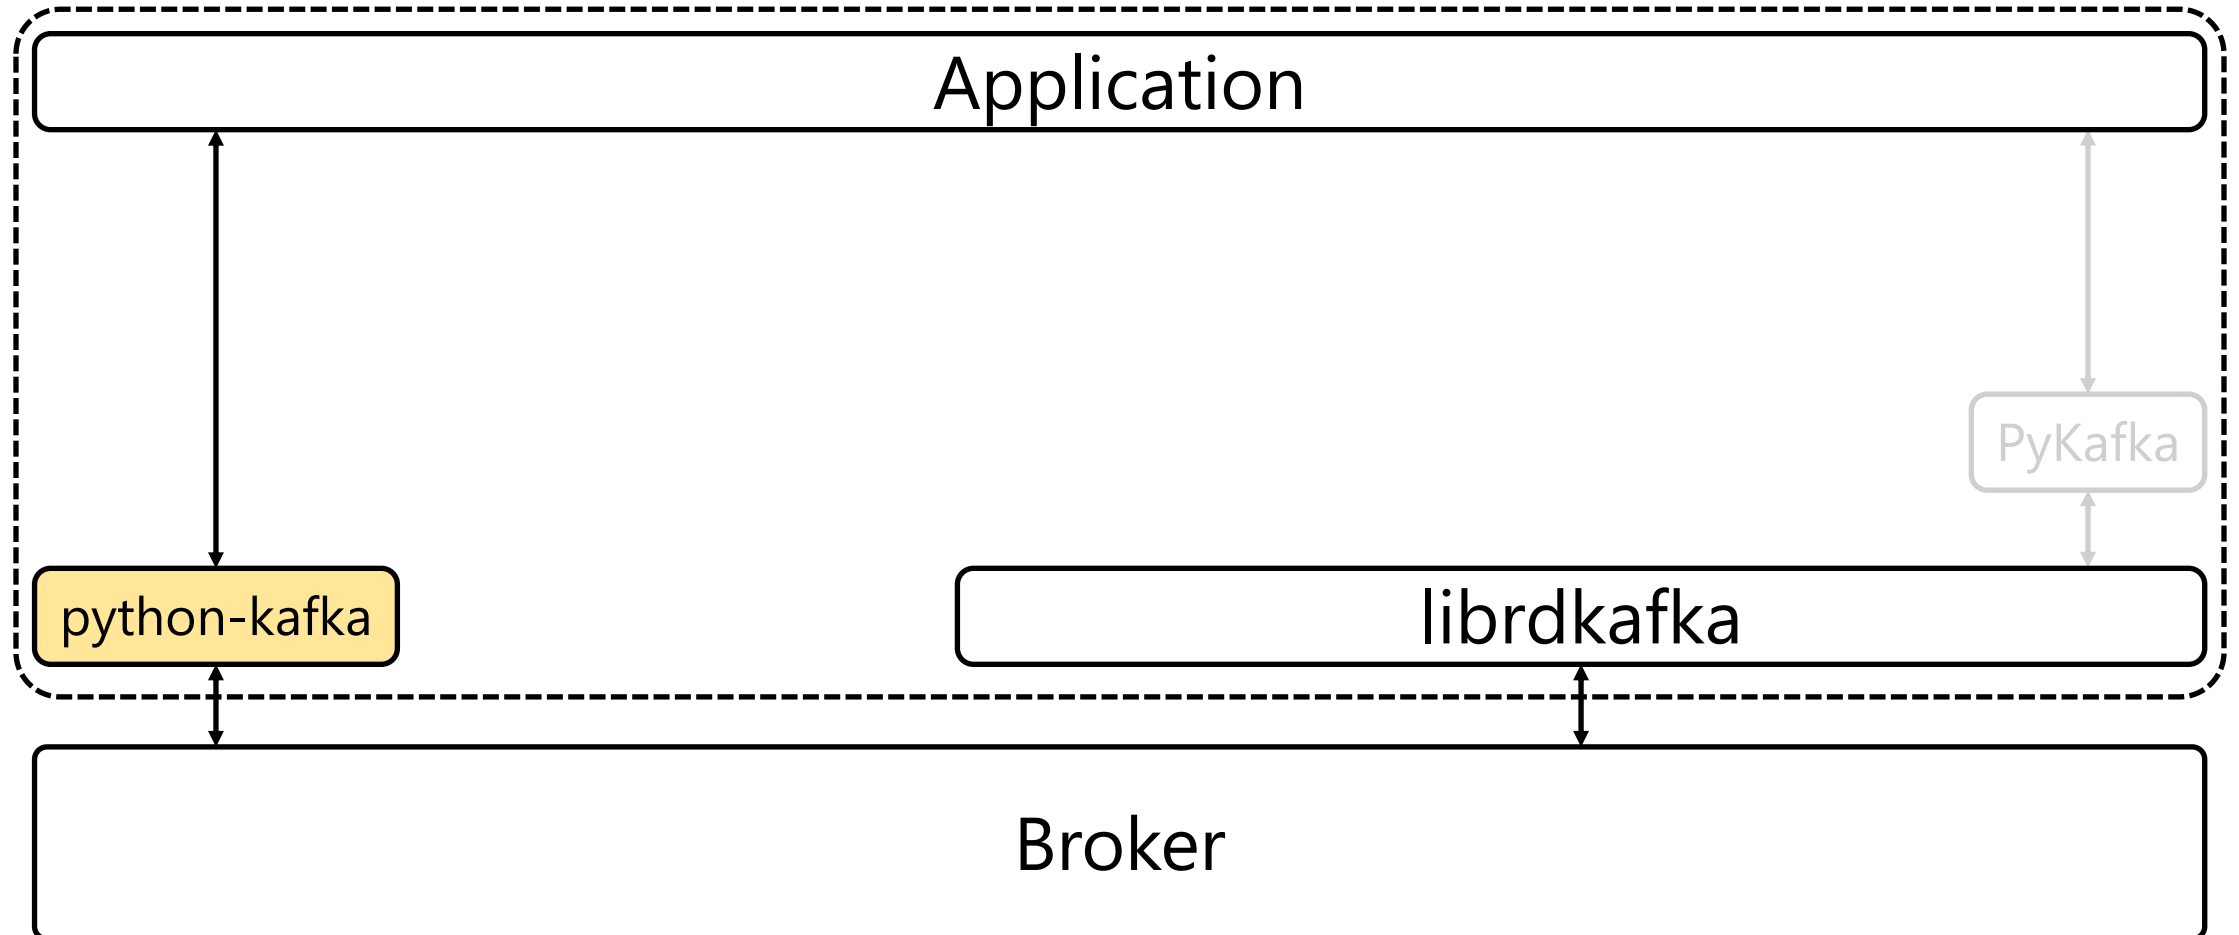 Application
PyKafka
python-kafka
librdkafka
Broker